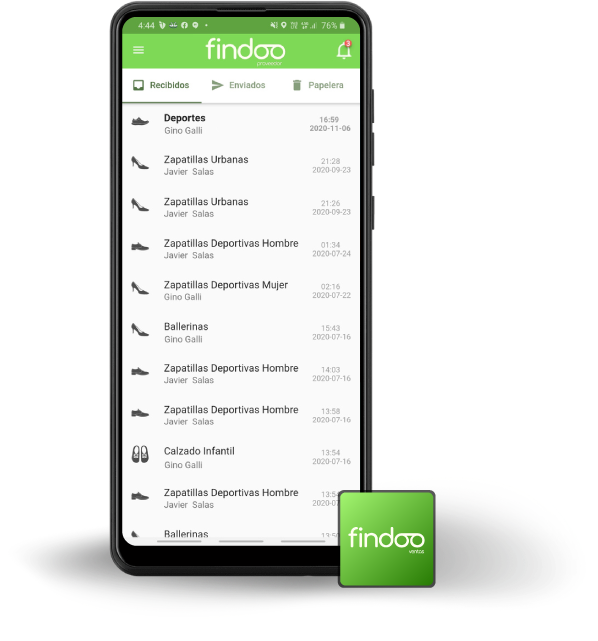 4:44 76%
findoo
proveedor
3
Recibidos Enviados Papelera
Deportes 16:59
Gino Galli 2020-11-06
Zapatillas Urbanas 21:28
Javier Salas 2020-09-23
Zapatillas Urbanas 21:26
Javier Salas 2020-09-23
Zapatillas Deportivas Hombre 01:34
Javier Salas 2020-07-24
Zapatillas Deportivas Mujer 02:16
Gino Galli 2020-07-22
Ballerinas 15:43
Gino Galli 2020-07-16
Zapatillas Deportivas Hombre 14:03
Javier Salas 2020-07-16
Zapatillas Deportivas Hombre 13:58
Javier Salas 2020-07-16
Calzado Infantil 13:54
Gino Galli 2020-07-16
Zapatillas Deportivas Hombre 13:54
Javier Salas 2020-07
Ballerinas
findoo
ventas